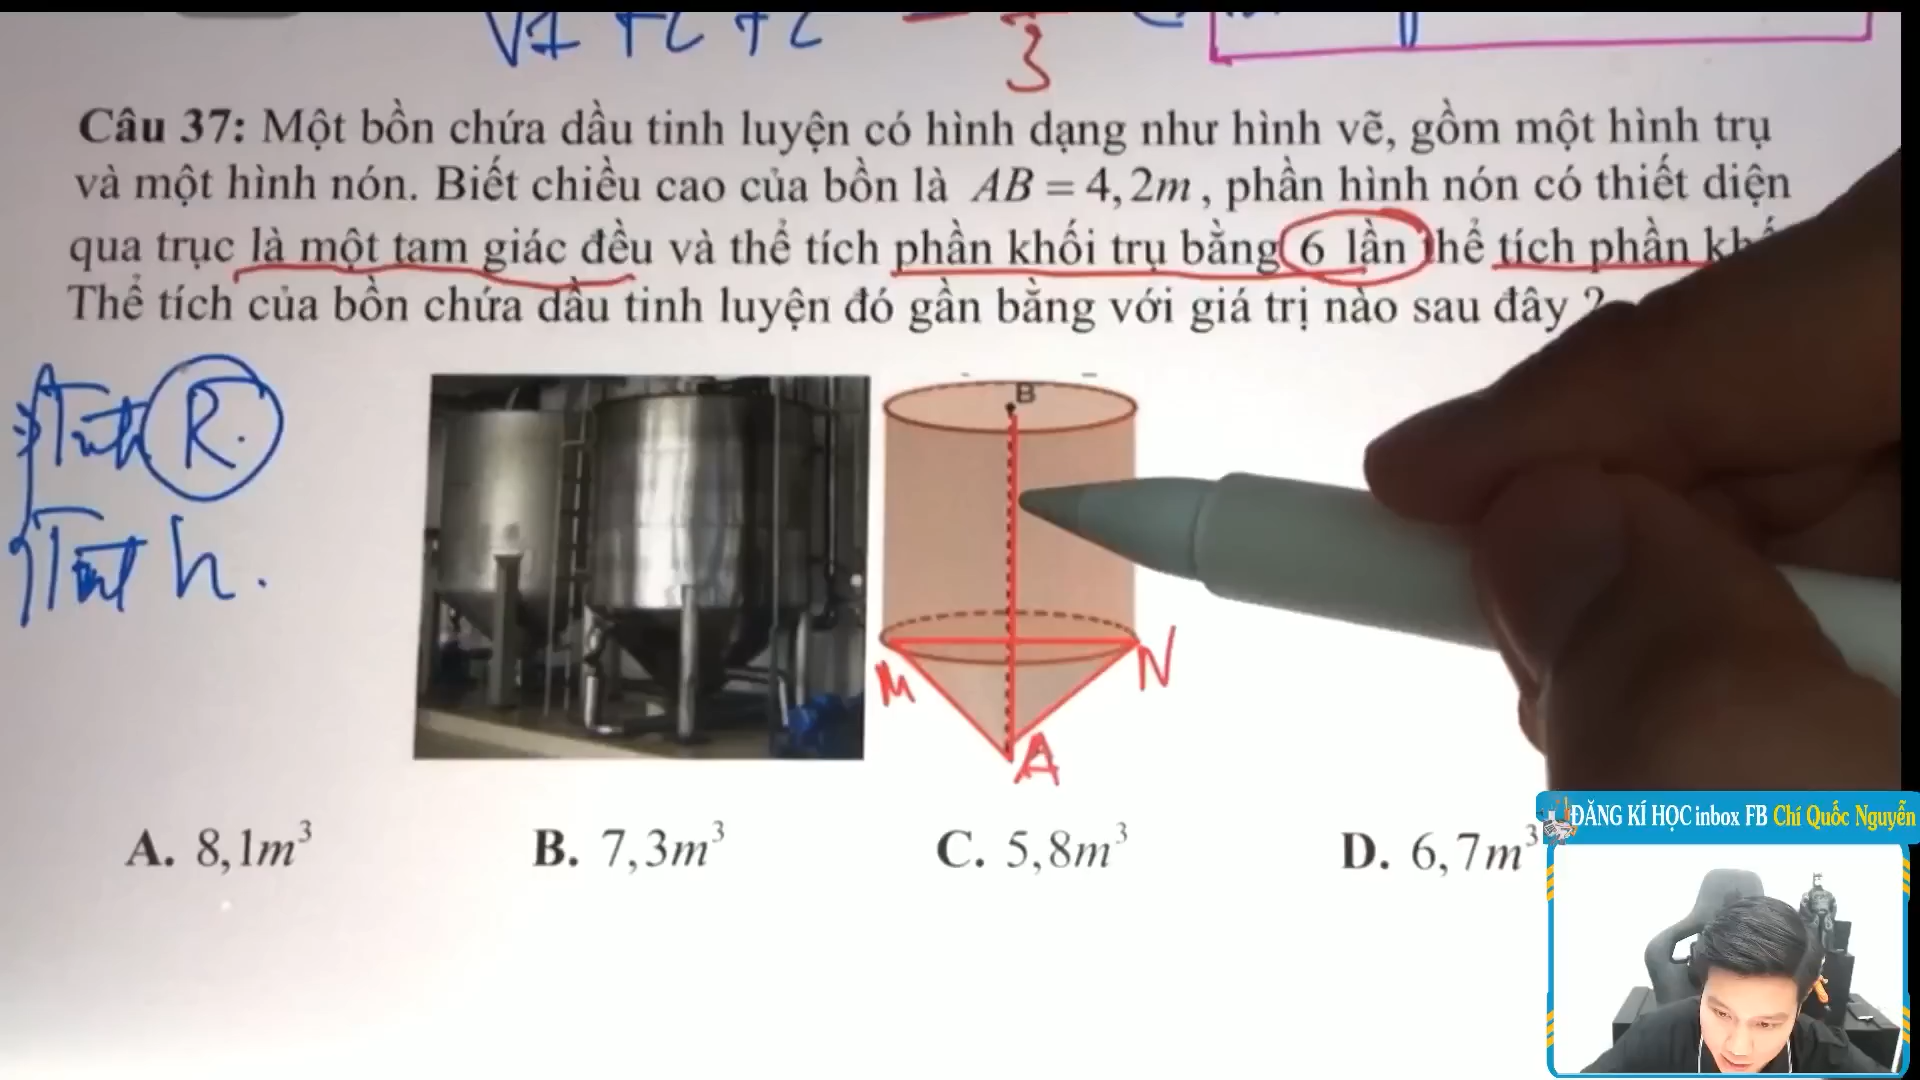 3
Câu 37: Một bồn chứa dầu tinh luyện có hình dạng như hình vẽ, gồm một hình trụ
và một hình nón. Biết chiều cao của bồn là AB = 4,2m, phần hình nón có thiết diện
qua trục là một tam giác đều và thể tích phần khối trụ bằng 6 lần thể tích phần
Thể tích của bồn chứa dầu tinh luyện đó gần bằng với giá trị nào sau đây ?
Tính R.
Tính h.
B
M
N
A
A. 8,1m³
B. 7,3m³
C. 5,8m³
D. 6,7m³
ĐĂNG KÍ HỌC inbox FB Chí Quốc Nguyễn